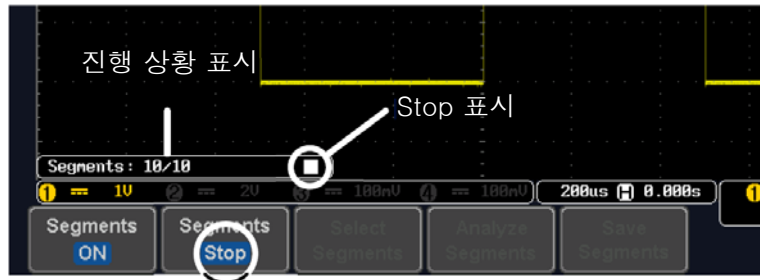 진행 상황 표시
Stop 표시
Segments: 10/10
1 1V 2 2V 3 100mV 4 100mV 200us H 0.000s 1
Segments ON
Segments Stop
Select Segments
Analyze Segments
Save Segments